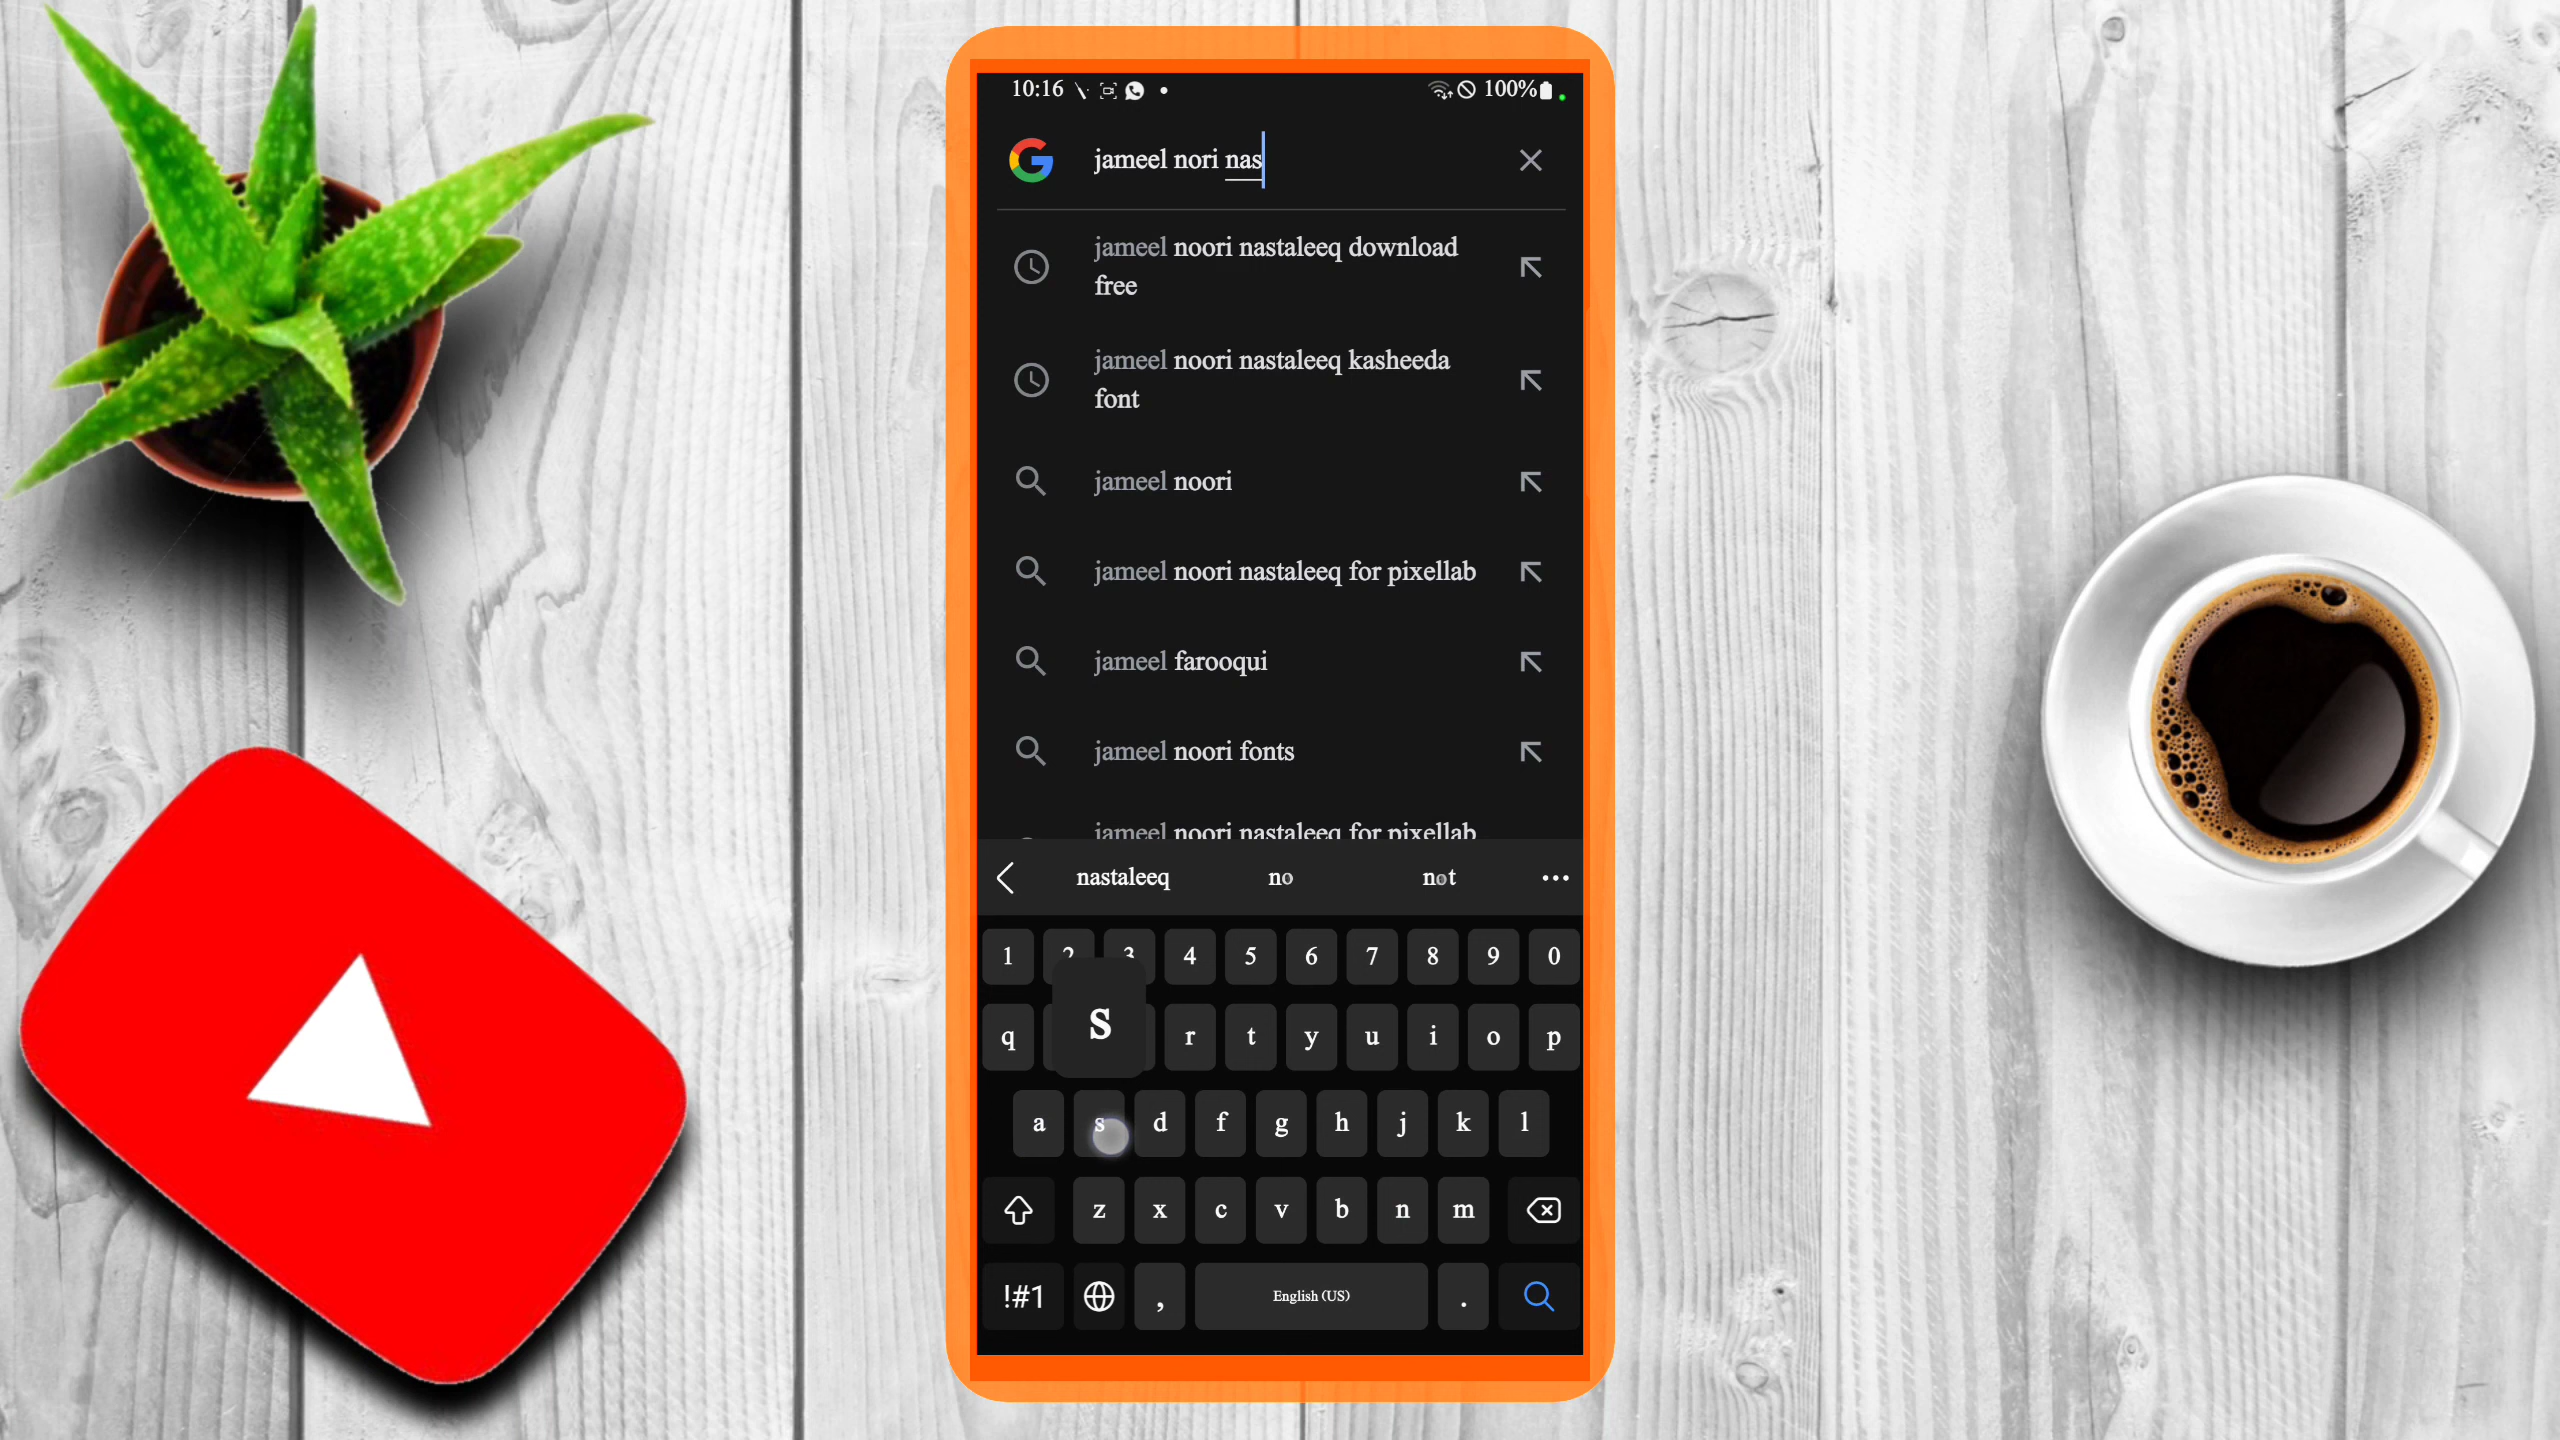 10:16
100%
jameel nori nas
jameel noori nastaleeq download
free
jameel noori nastaleeq kasheeda
font
jameel noori
jameel noori nastaleeq for pixellab
jameel farooqui
jameel noori fonts
jameel noori nastaleeq for pixellab
nastaleeq no not
1 2 3 4 5 6 7 8 9 0
S
q r t y u i o p
a s d f g h j k l
z x c v b n m
!#1 , English (US) .